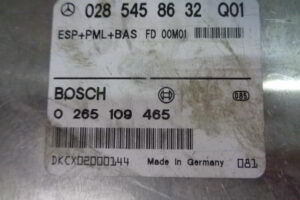 028 545 86 32 Q01
ESP+PML+BAS FD 00M01
BOSCH
0 265 109 465
DKCX02000144 Made in Germany 081